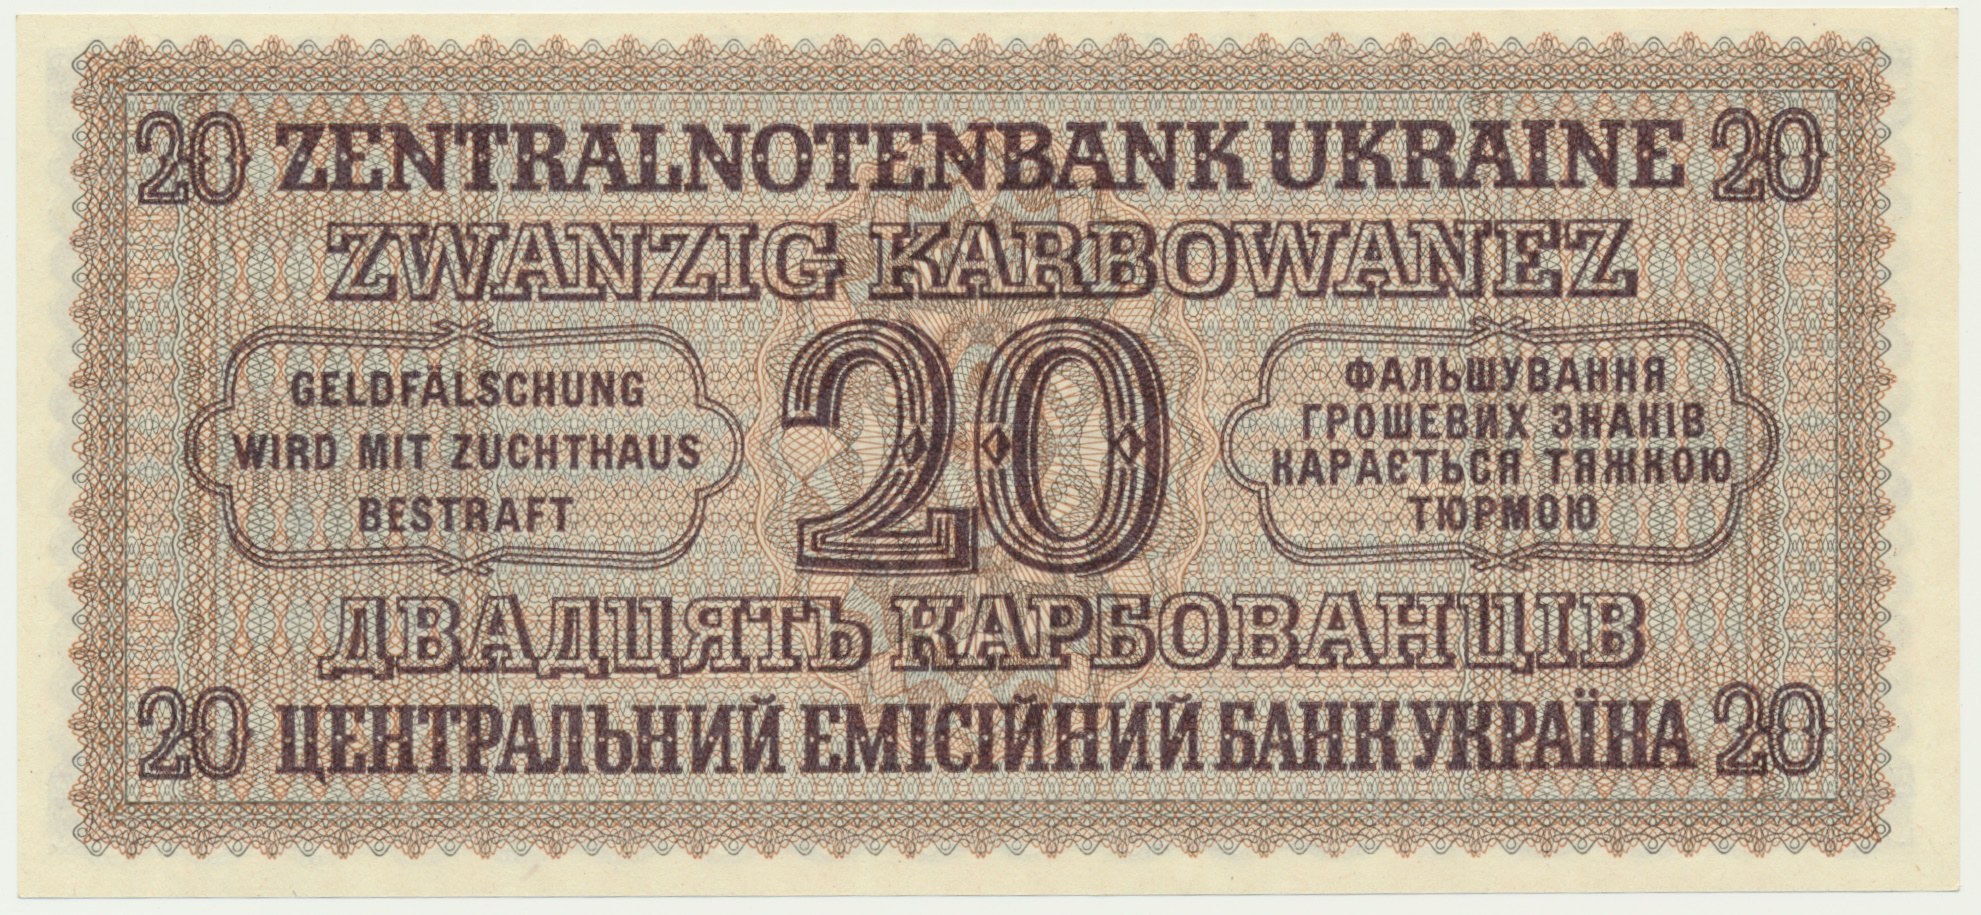 20 ZENTRALNOTENBANK UKRAINE 20
ZWANZIG KARBOWANEZ
GELDFÄLSCHUNG
WIRD MIT ZUCHTHAUS
BESTRAFT
20
ФАЛЬШУВАННЯ
ГРОШЕВИХ ЗНАКІВ
КАРАЄТЬСЯ ТЯЖКОЮ
ТЮРМОЮ
ДВАДЦЯТЬ КАРБОВАНЦІВ
20 ЦЕНТРАЛЬНИЙ ЕМІСІЙНИЙ БАНК УКРАЇНА 20